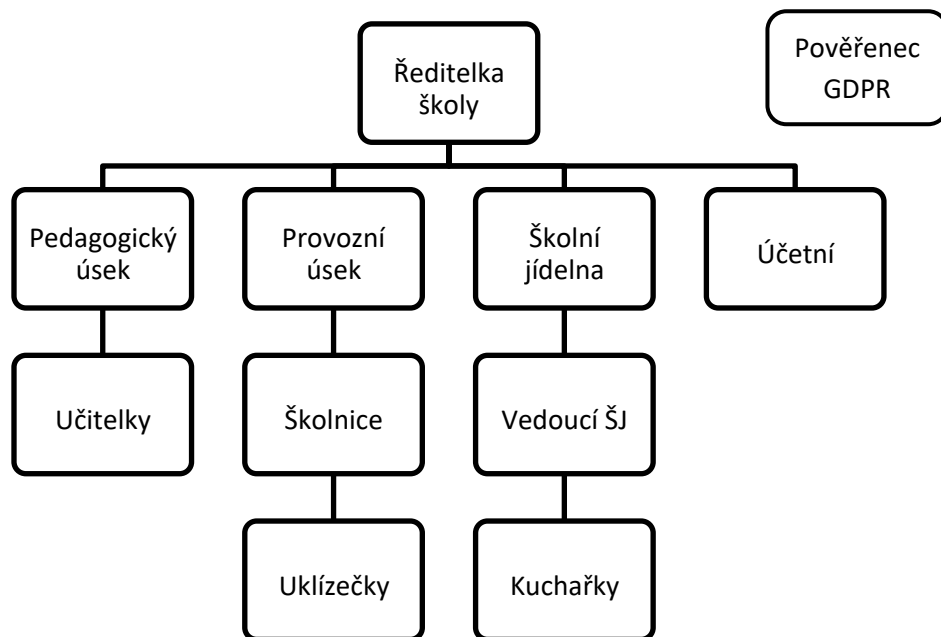 Ředitelka
školy
Pověřenec
GDPR
Pedagogický
úsek
Provozní
úsek
Školní
jídelna
Účetní
Učitelky
Školnice
Vedoucí ŠJ
Uklízečky
Kuchařky